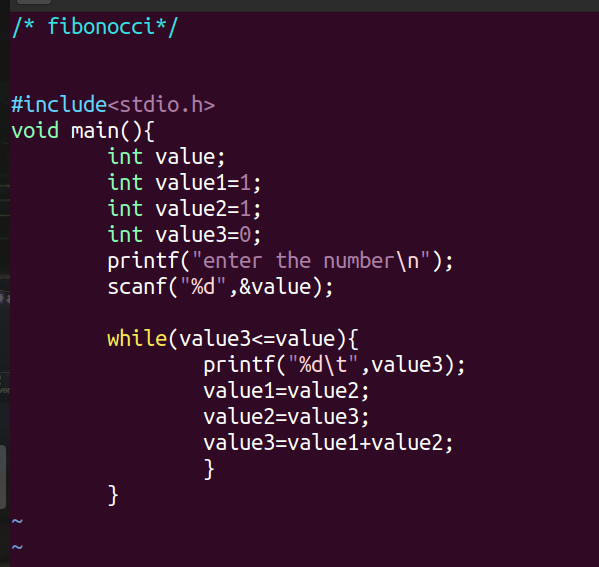 /* fibonocci*/
#include<stdio.h>
void main(){
        int value;
        int value1=1;
        int value2=1;
        int value3=0;
        printf("enter the number\n");
        scanf("%d",&value);
        while(value3<=value){
                printf("%d\t",value3);
                value1=value2;
                value2=value3;
                value3=value1+value2;
                }
        }
~
~